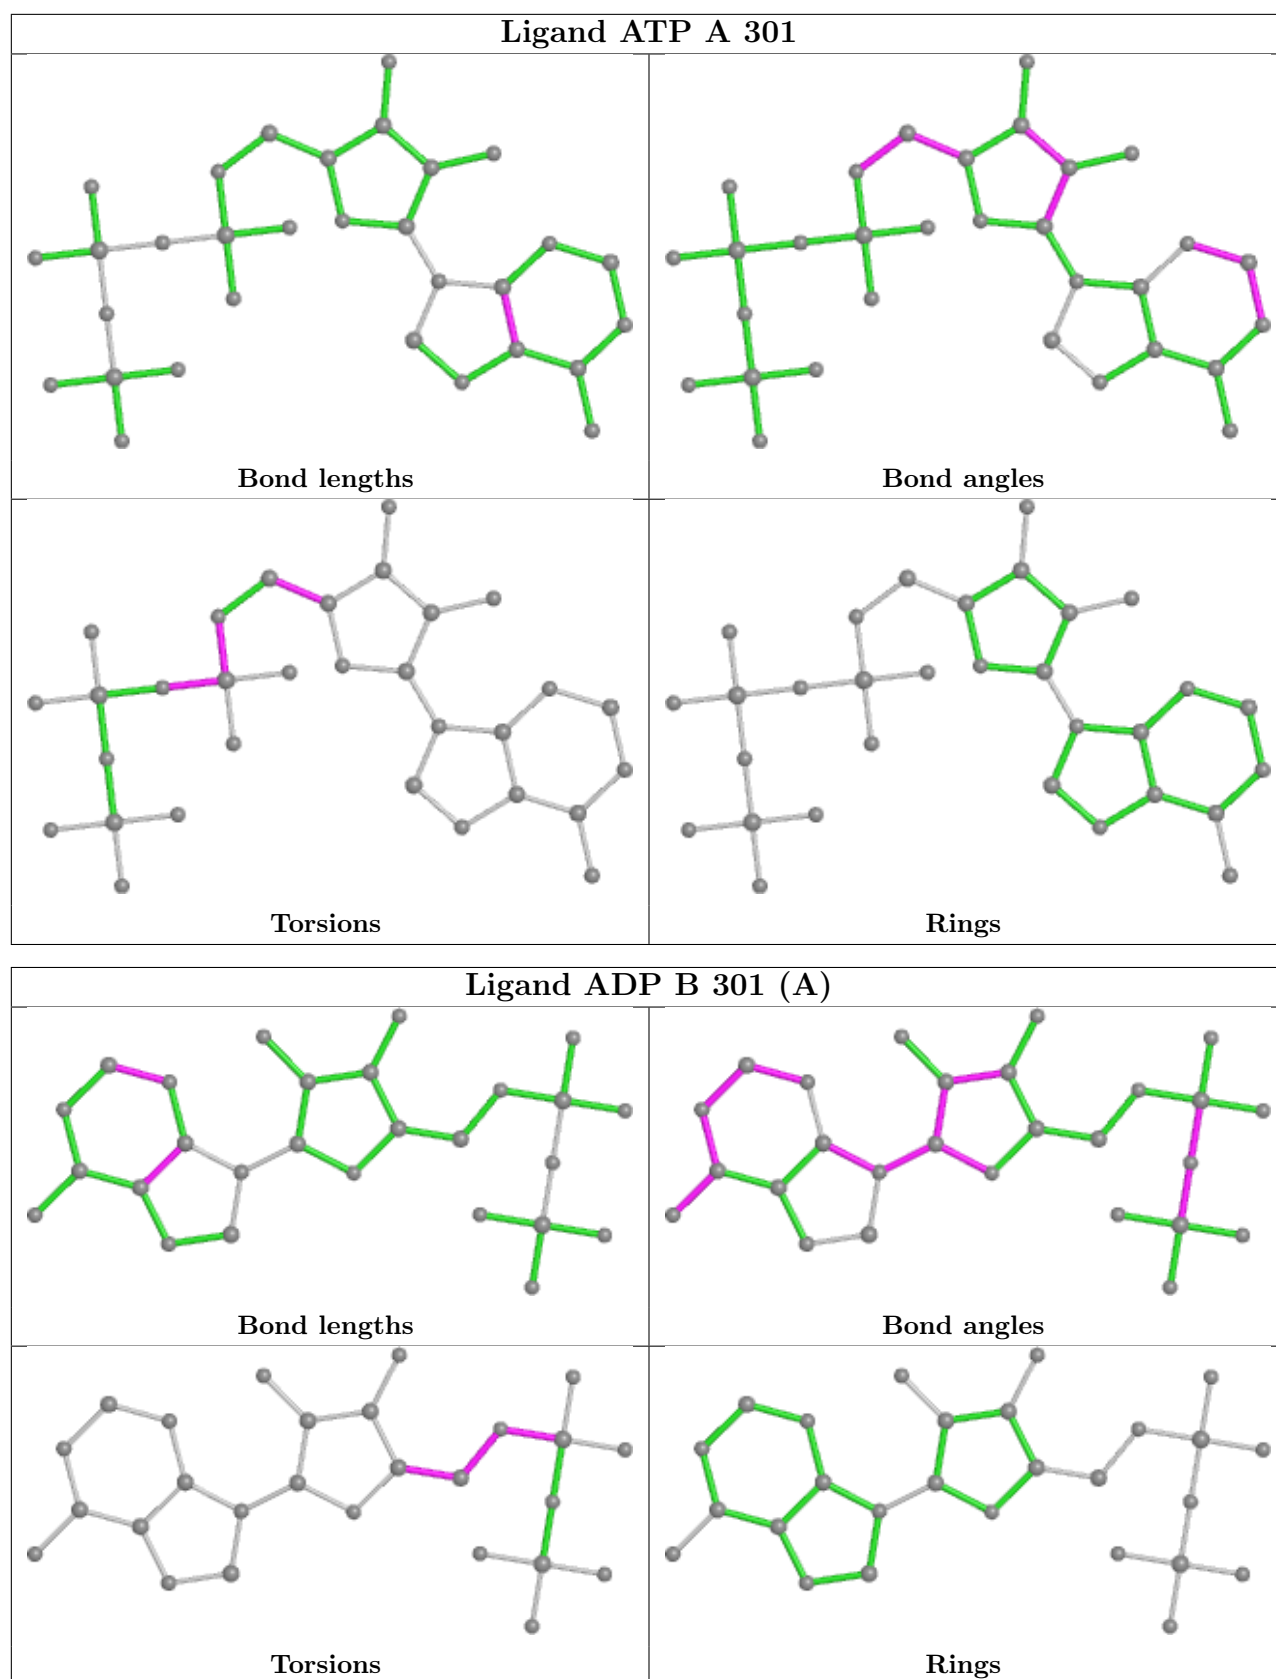 Ligand ATP A 301
Bond lengths
Bond angles
Torsions
Rings
Ligand ADP B 301 (A)
Bond lengths
Bond angles
Torsions
Rings